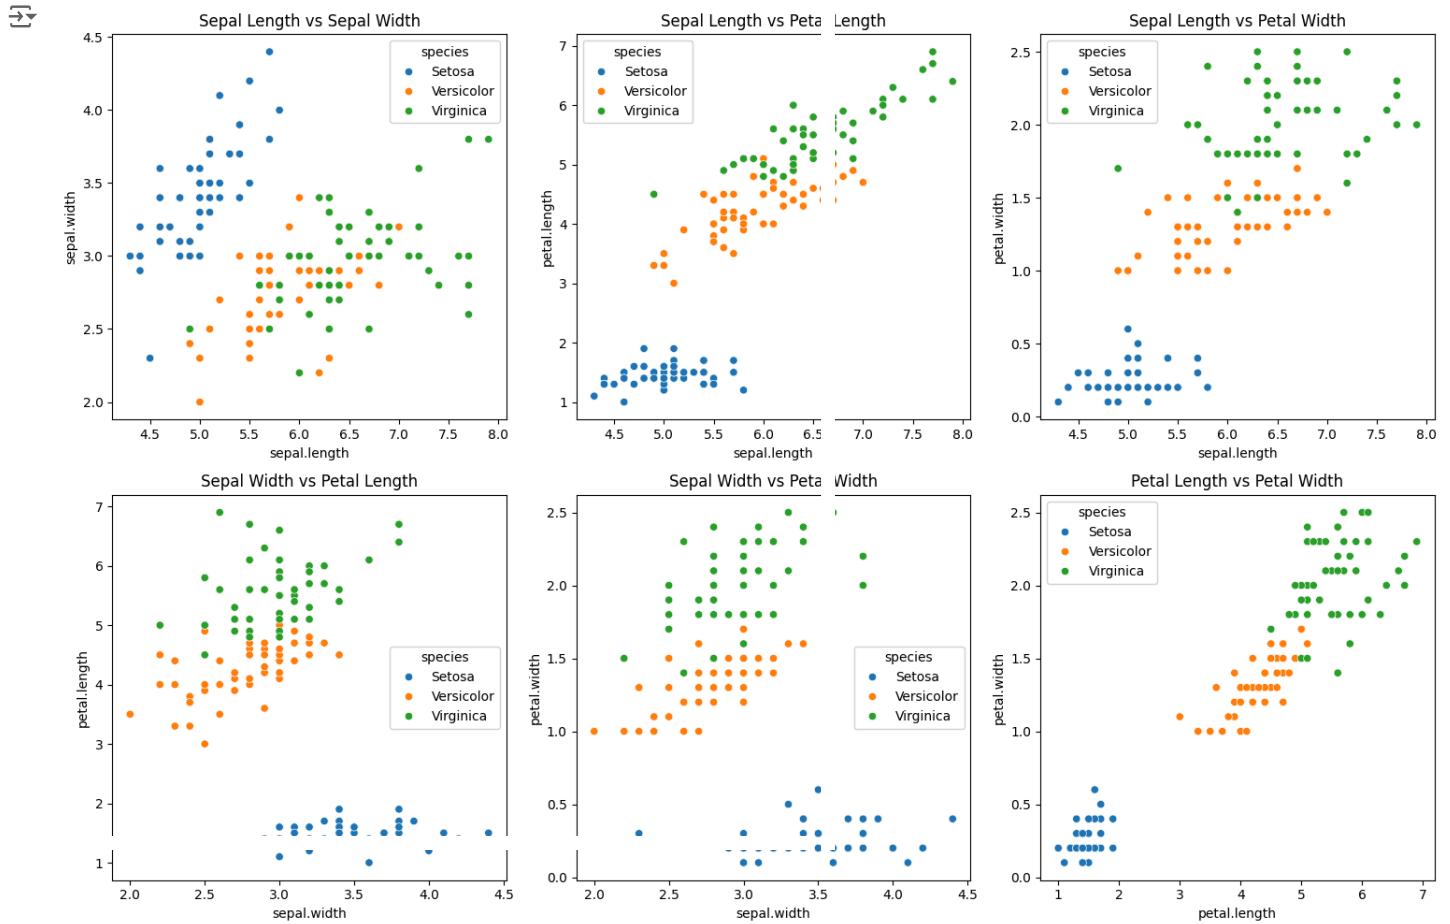 Sepal Length vs Sepal Width
4.5
4.0
3.5
3.0
2.5
2.0
sepal.width
species
Setosa
Versicolor
Virginica
4.5 5.0 5.5 6.0 6.5 7.0 7.5 8.0
sepal.length
Sepal Length vs Petal Length
7
6
5
4
3
2
1
petal.length
species
Setosa
Versicolor
Virginica
4.5 5.0 5.5 6.0 6.5 7.0 7.5 8.0
sepal.length
Sepal Length vs Petal Width
2.5
2.0
1.5
1.0
0.5
0.0
petal.width
species
Setosa
Versicolor
Virginica
4.5 5.0 5.5 6.0 6.5 7.0 7.5 8.0
sepal.length
Sepal Width vs Petal Length
7
6
5
4
3
2
1
petal.length
species
Setosa
Versicolor
Virginica
2.0 2.5 3.0 3.5 4.0 4.5
sepal.width
Sepal Width vs Petal Width
2.5
2.0
1.5
1.0
0.5
0.0
petal.width
species
Setosa
Versicolor
Virginica
2.0 2.5 3.0 3.5 4.0 4.5
sepal.width
Petal Length vs Petal Width
2.5
2.0
1.5
1.0
0.5
0.0
petal.width
species
Setosa
Versicolor
Virginica
1 2 3 4 5 6 7
petal.length